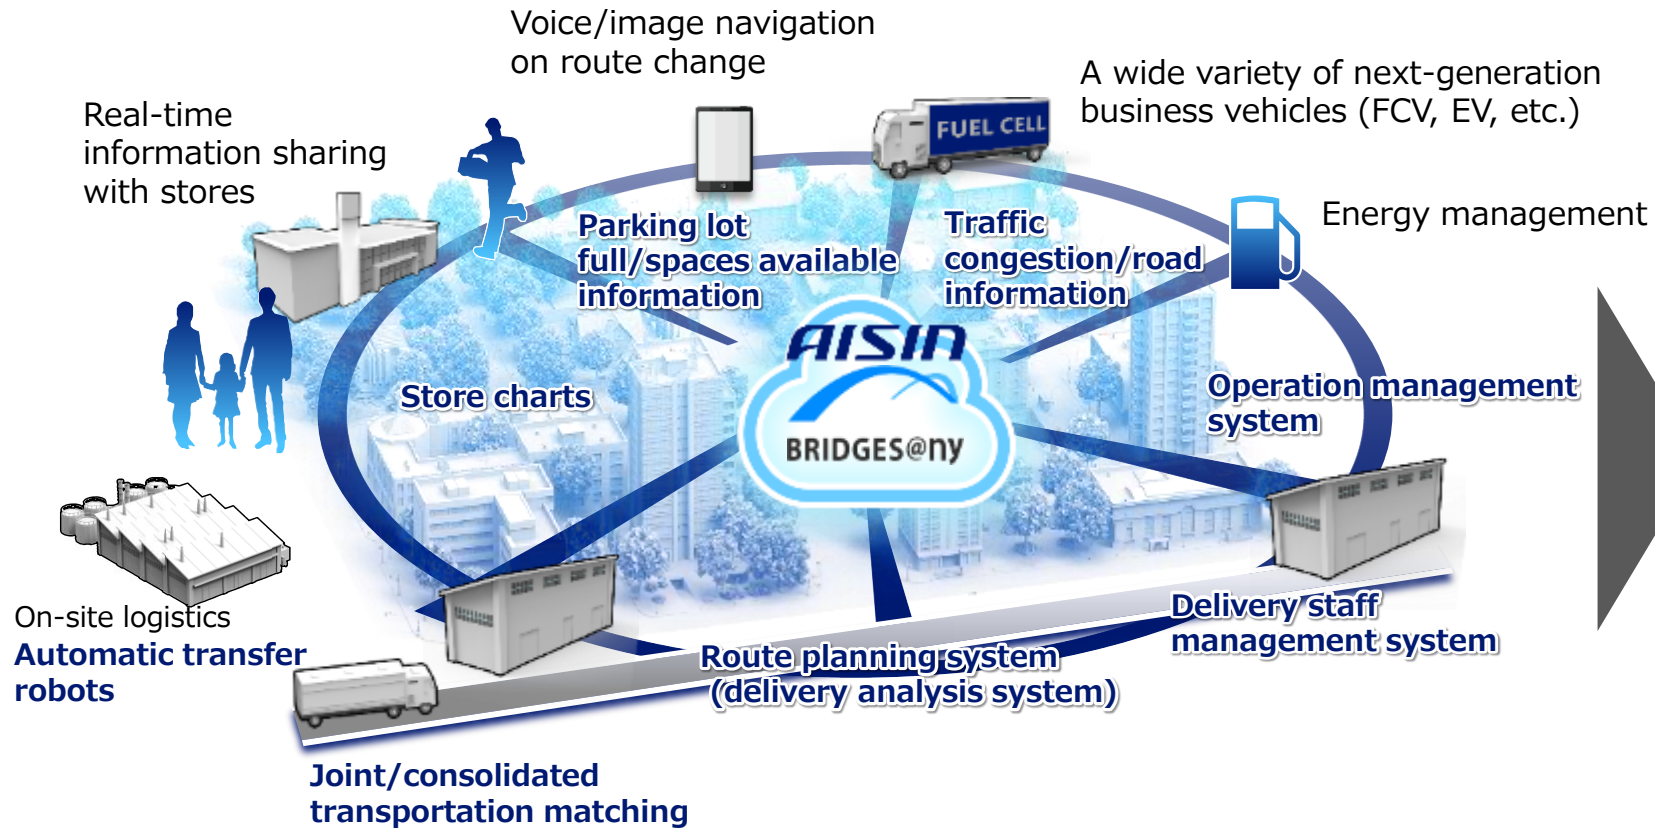 Voice/image navigation
on route change
A wide variety of next-generation
business vehicles (FCV, EV, etc.)
Real-time
information sharing
with stores
FUEL CELL
Energy management
Parking lot
full/spaces available
information
Traffic
congestion/road
information
AISIN
BRIDGES@ny
Store charts
Operation management
system
On-site logistics
Automatic transfer
robots
Delivery staff
management system
Route planning system
(delivery analysis system)
Joint/consolidated
transportation matching